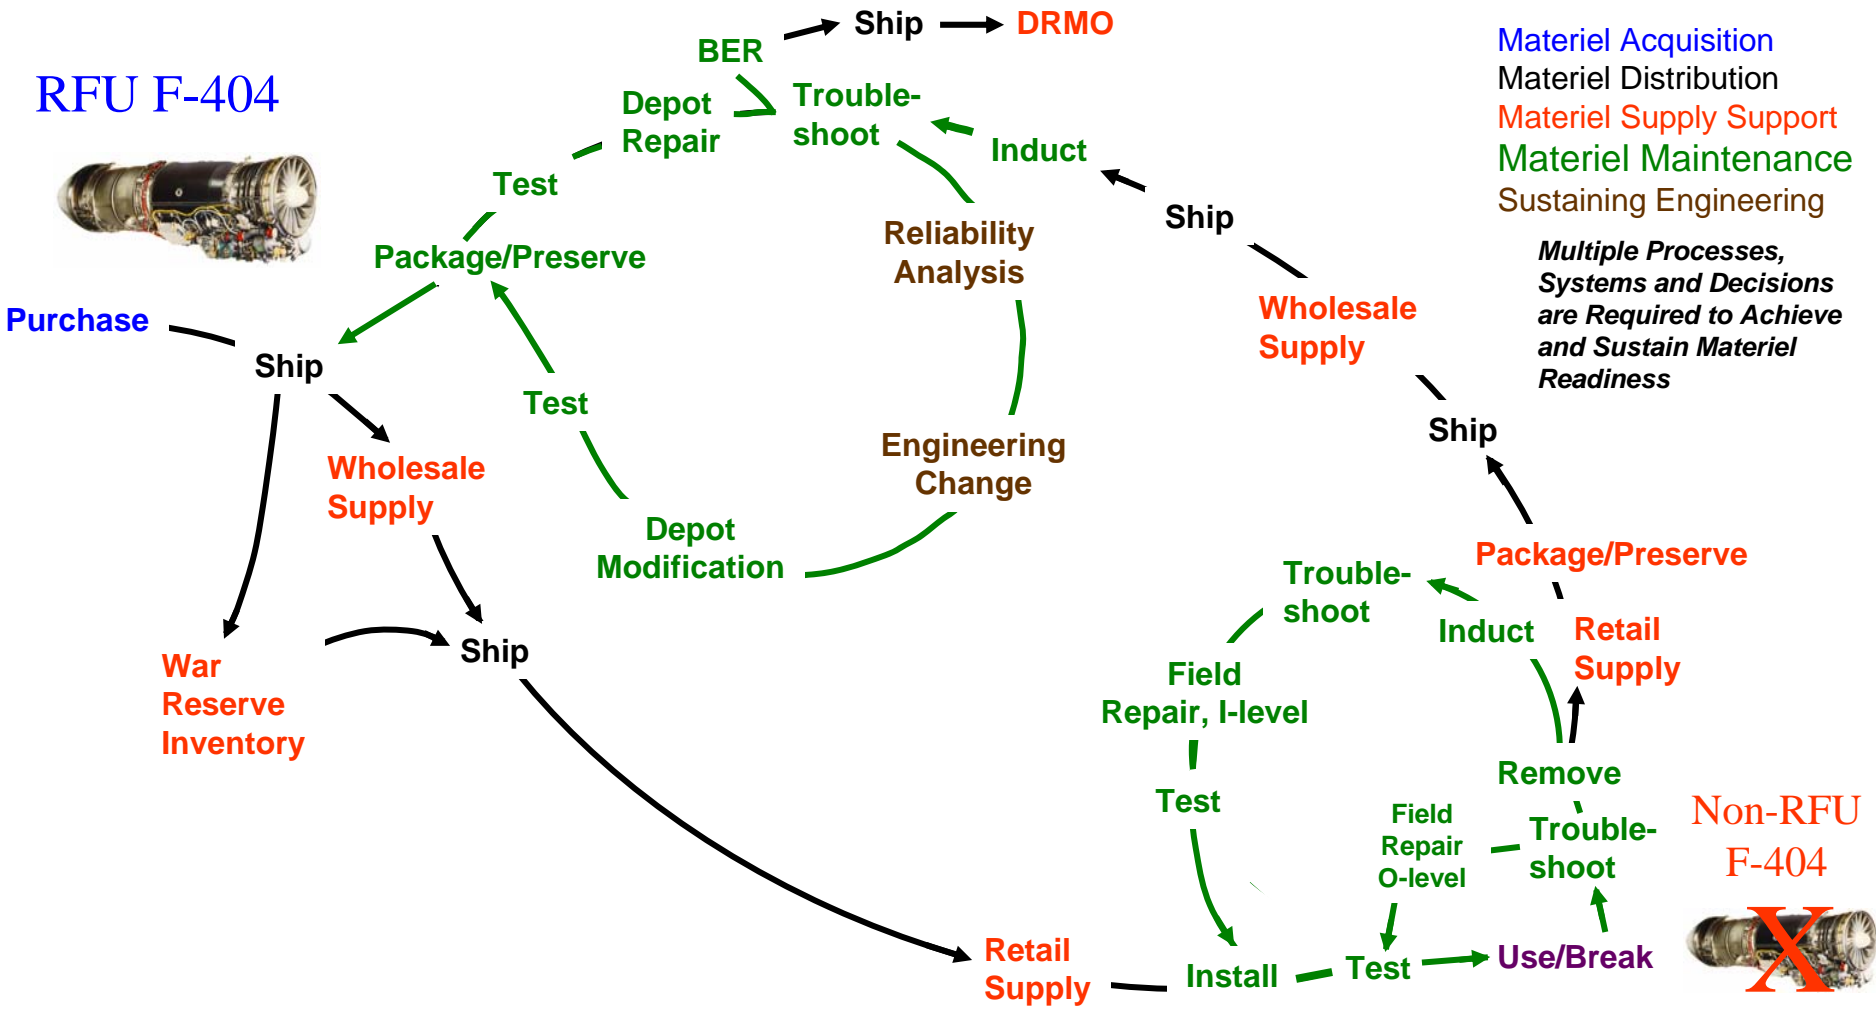 Ship
DRMO
BER
RFU F-404
Depot
Repair
Trouble-
shoot
Induct
Test
Ship
Materiel Acquisition
Materiel Distribution
Materiel Supply Support
Materiel Maintenance
Sustaining Engineering
Multiple Processes,
Systems and Decisions
are Required to Achieve
and Sustain Materiel
Readiness
Package/Preserve
Reliability
Analysis
Purchase
Ship
Wholesale
Supply
Test
Ship
Engineering
Change
Wholesale
Supply
Depot
Modification
Package/Preserve
Trouble-
shoot
Induct
Retail
Supply
War
Reserve
Inventory
Ship
Field
Repair, I-level
Test
Remove
Field
Repair
O-level
Trouble-
shoot
Non-RFU
F-404
X
Retail
Supply
Install
Test
Use/Break